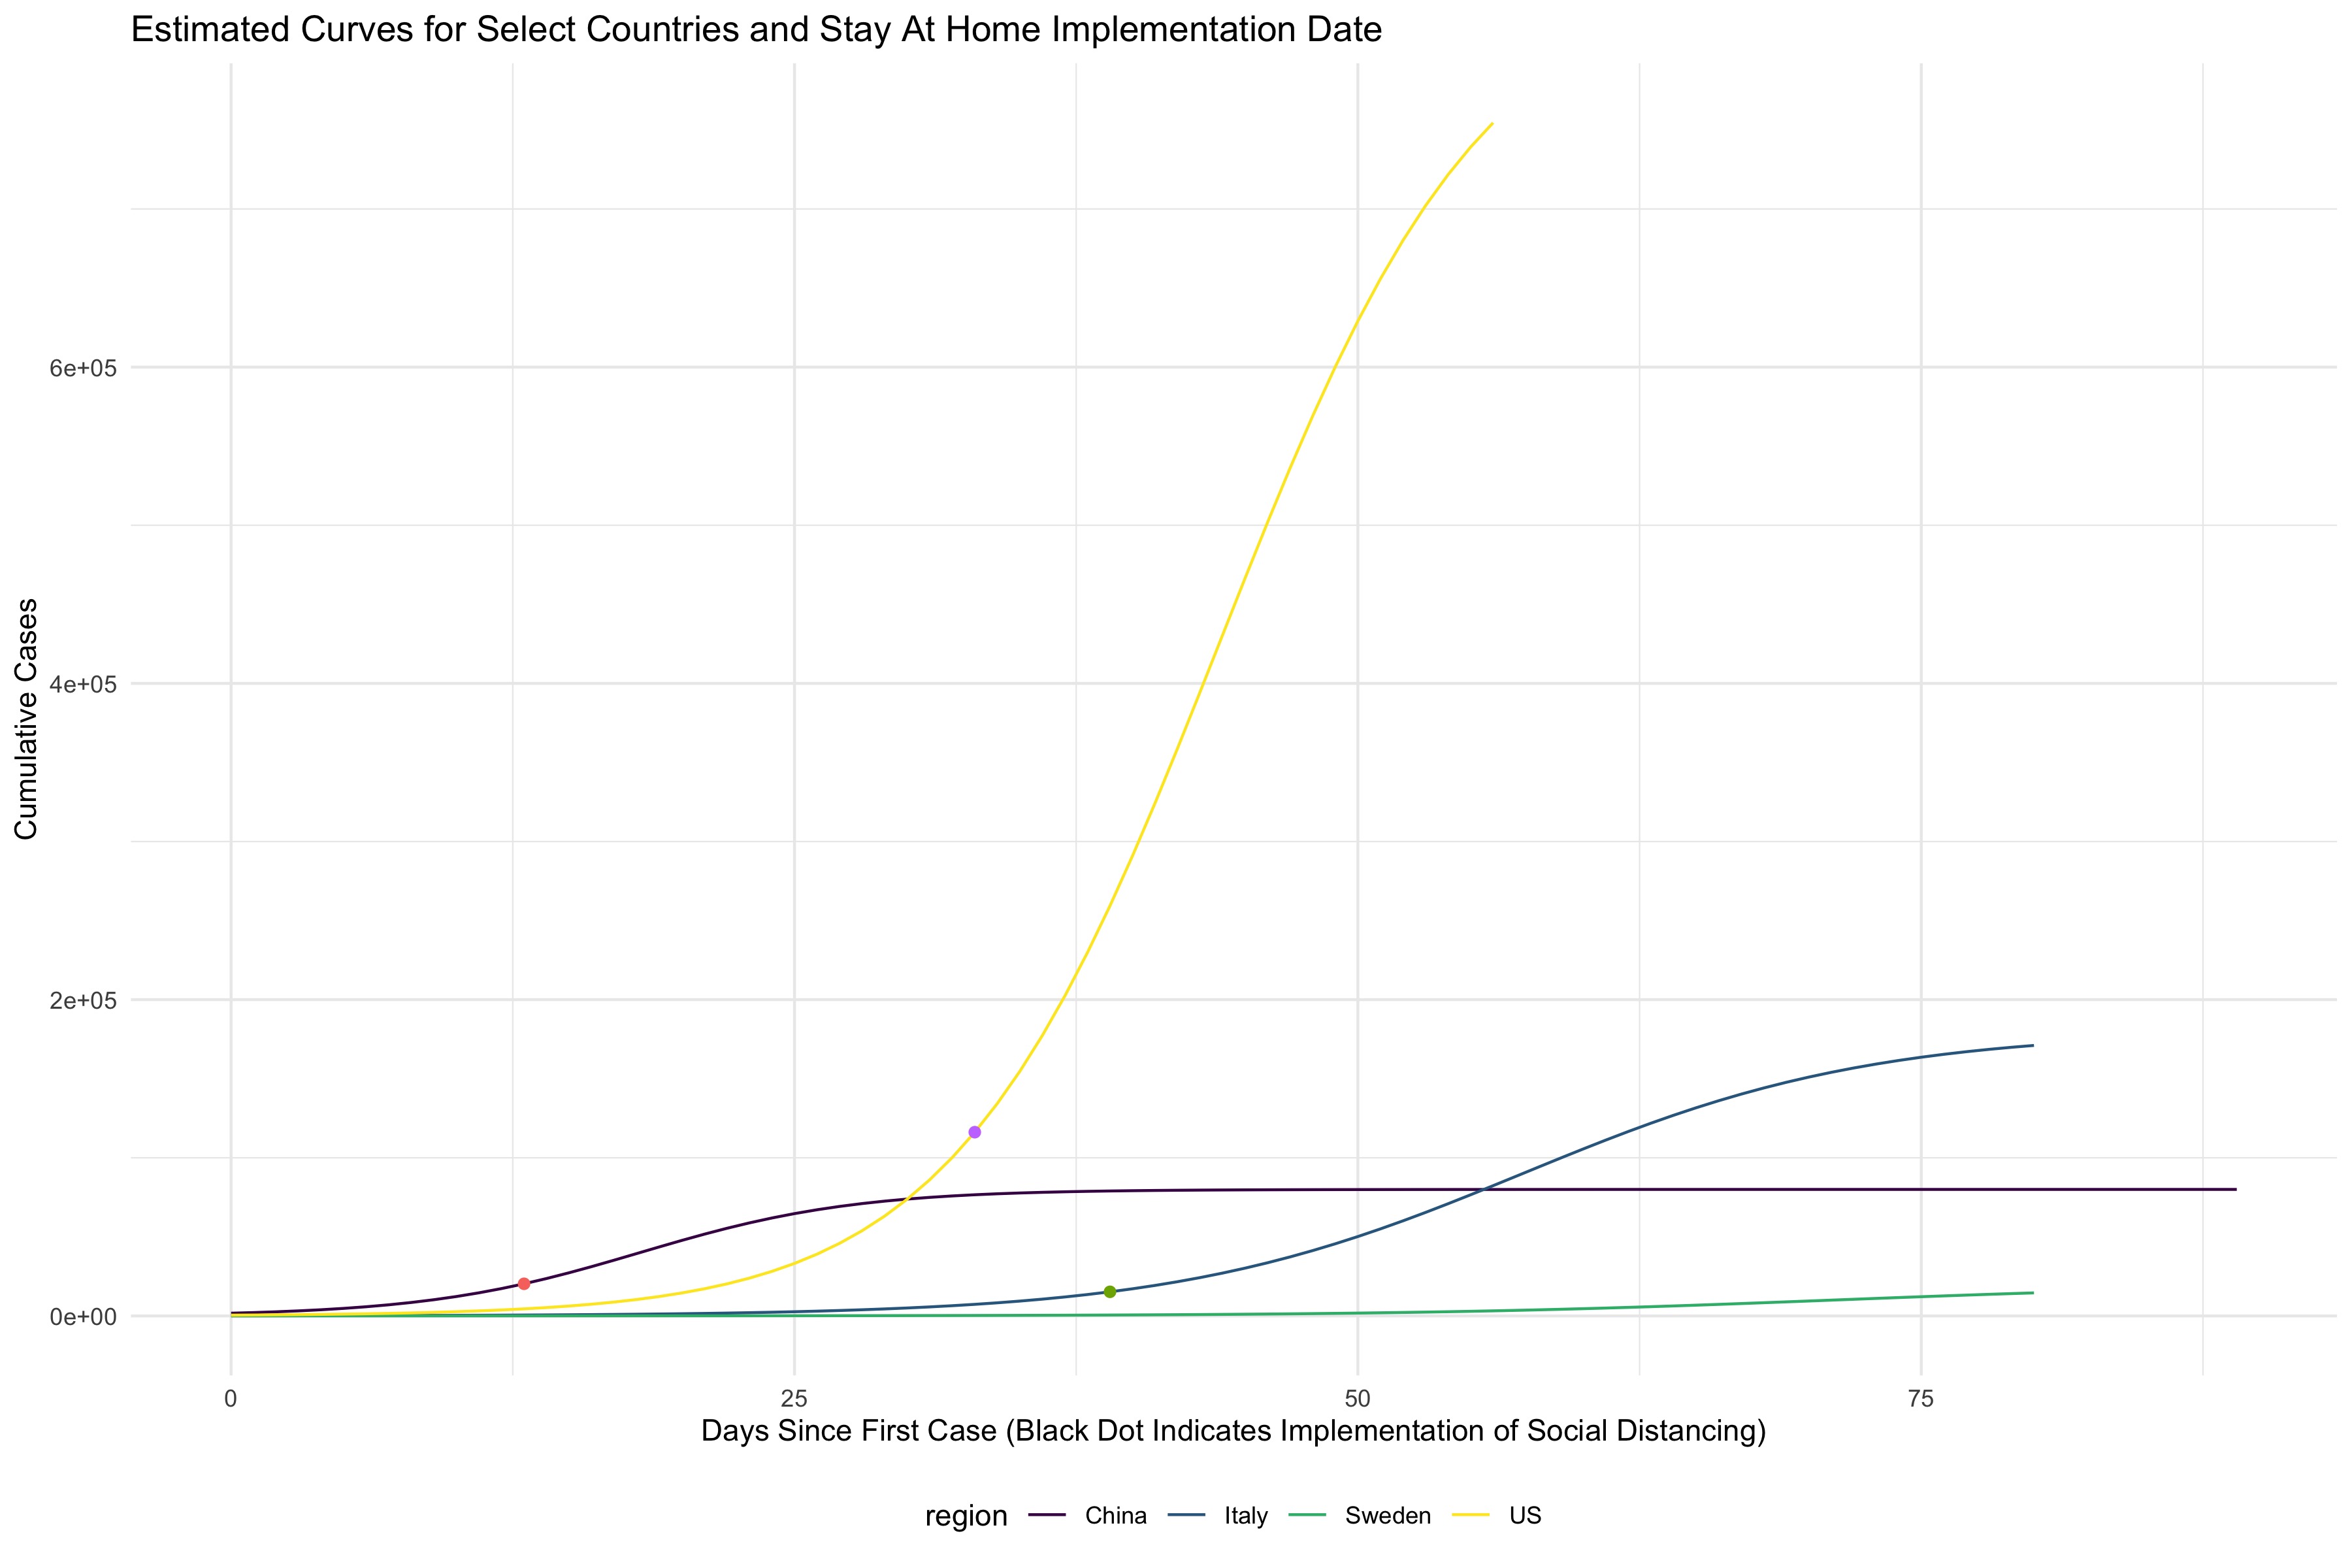 Estimated Curves for Select Countries and Stay At Home Implementation Date
Cumulative Cases
6e+05
4e+05
2e+05
0e+00
0 25 50 75
Days Since First Case (Black Dot Indicates Implementation of Social Distancing)
region China Italy Sweden US